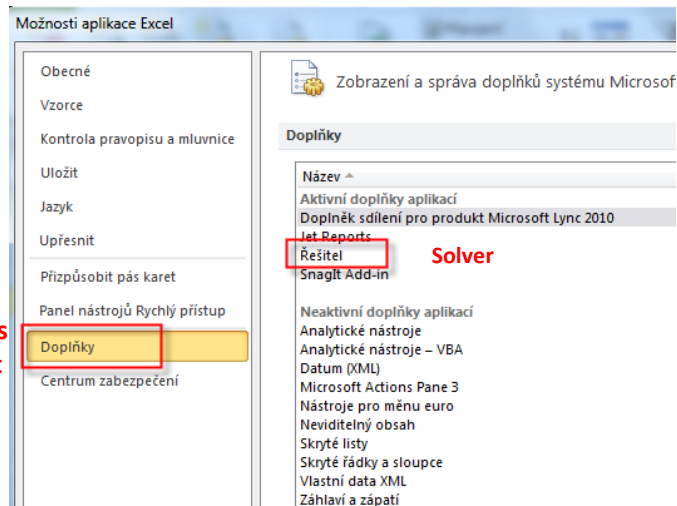 Možnosti aplikace Excel
Obecné
Vzorce
Kontrola pravopisu a mluvnice
Uložit
Jazyk
Upřesnit
Přizpůsobit pás karet
Panel nástrojů Rychlý přístup
Doplňky
Centrum zabezpečení
Zobrazení a správa doplňků systému Microsoft
Doplňky
Název
Aktivní doplňky aplikací
Doplněk sdílení pro produkt Microsoft Lync 2010
Jet Reports
Řešitel Solver
SnagIt Add-in
Neaktivní doplňky aplikací
Analytické nástroje
Analytické nástroje – VBA
Datum (XML)
Microsoft Actions Pane 3
Nástroje pro měnu euro
Neviditelný obsah
Skryté listy
Skryté řádky a sloupce
Vlastní data XML
Záhlaví a zápatí